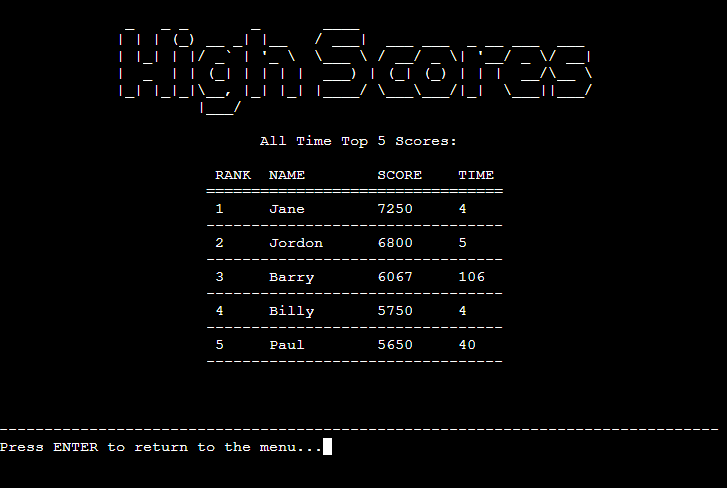 High Scores
All Time Top 5 Scores:
RANK NAME SCORE TIME
1 Jane 7250 4
2 Jordon 6800 5
3 Barry 6067 106
4 Billy 5750 4
5 Paul 5650 40
Press ENTER to return to the menu...